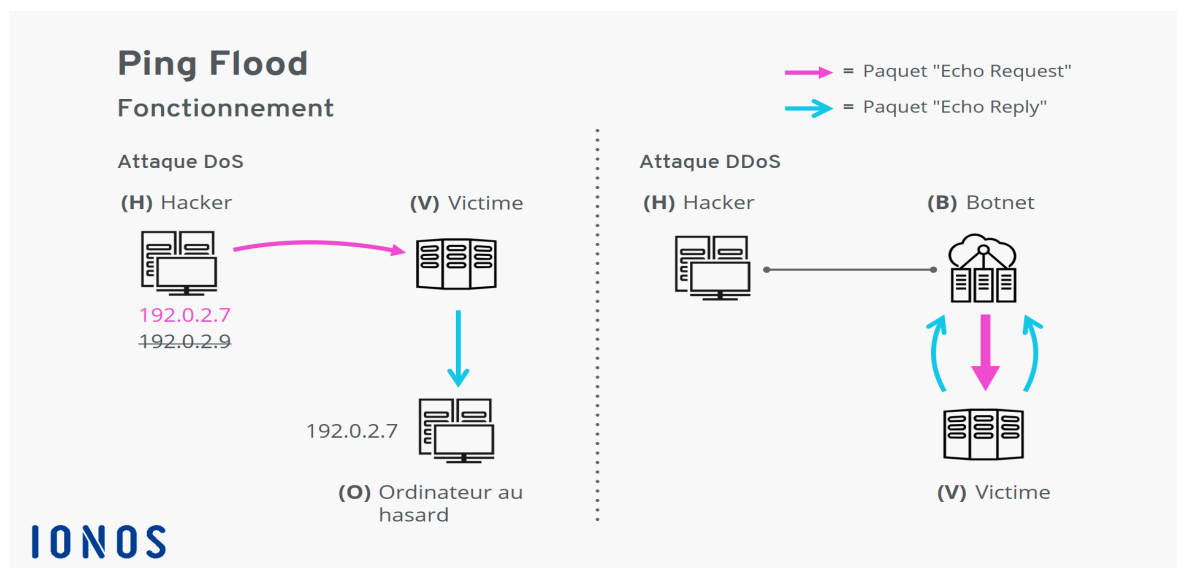 Ping Flood
Fonctionnement
= Paquet "Echo Request"
= Paquet "Echo Reply"
Attaque DoS
(H) Hacker
(V) Victime
192.0.2.7
192.0.2.9
192.0.2.7
(O) Ordinateur au
hasard
Attaque DDoS
(H) Hacker
(B) Botnet
(V) Victime
IONOS